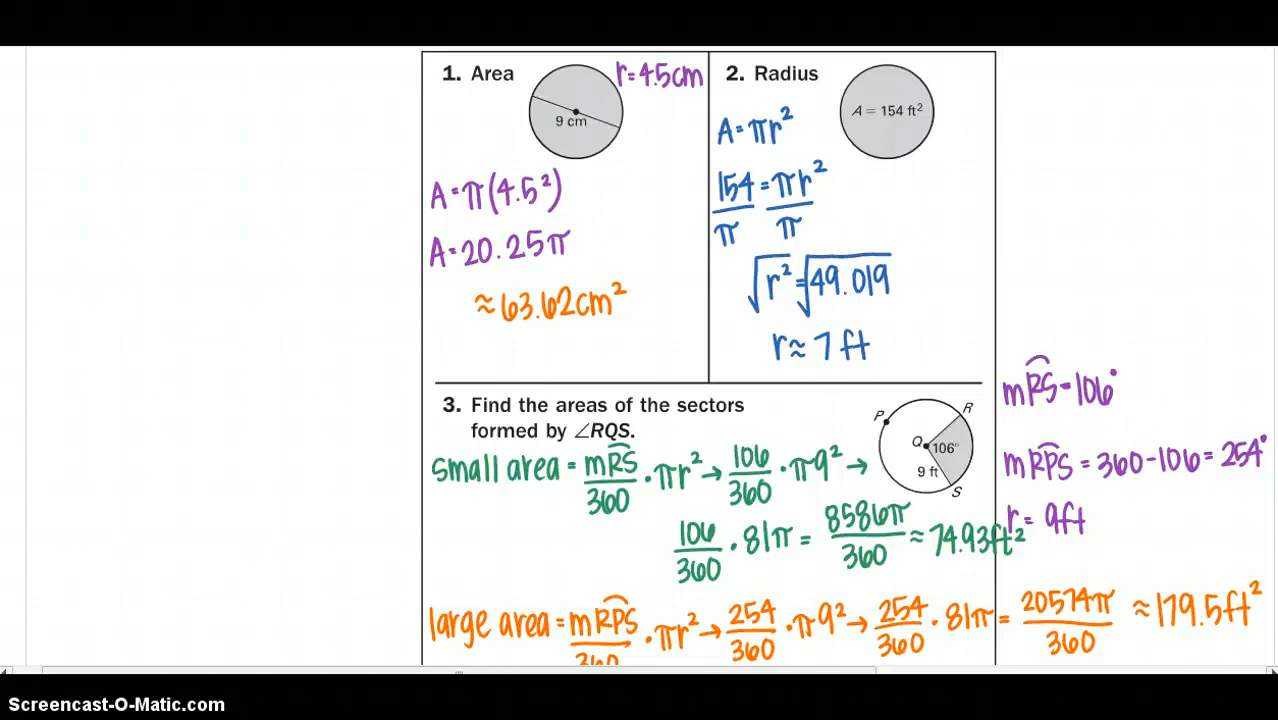 1. Area
9 cm
r=4.5cm
A=π(4.5²)
A=20.25π
≈63.62cm²
2. Radius
A = 154 ft²
A=πr²
154=πr²
π π
√r²=√49.019
r≈7ft
3. Find the areas of the sectors
formed by ∠RQS.
P
R
Q
106°
9 ft
S
mRS=106°
mRPS=360-106=254°
r=9ft
small area=mRS/360·πr²→106/360·π9²→
106/360·81π=8586π/360≈74.93ft²
large area=mRPS/360·πr²→254/360·π9²→254/360·81π=20574π/360≈179.5ft²
Screencast-O-Matic.com